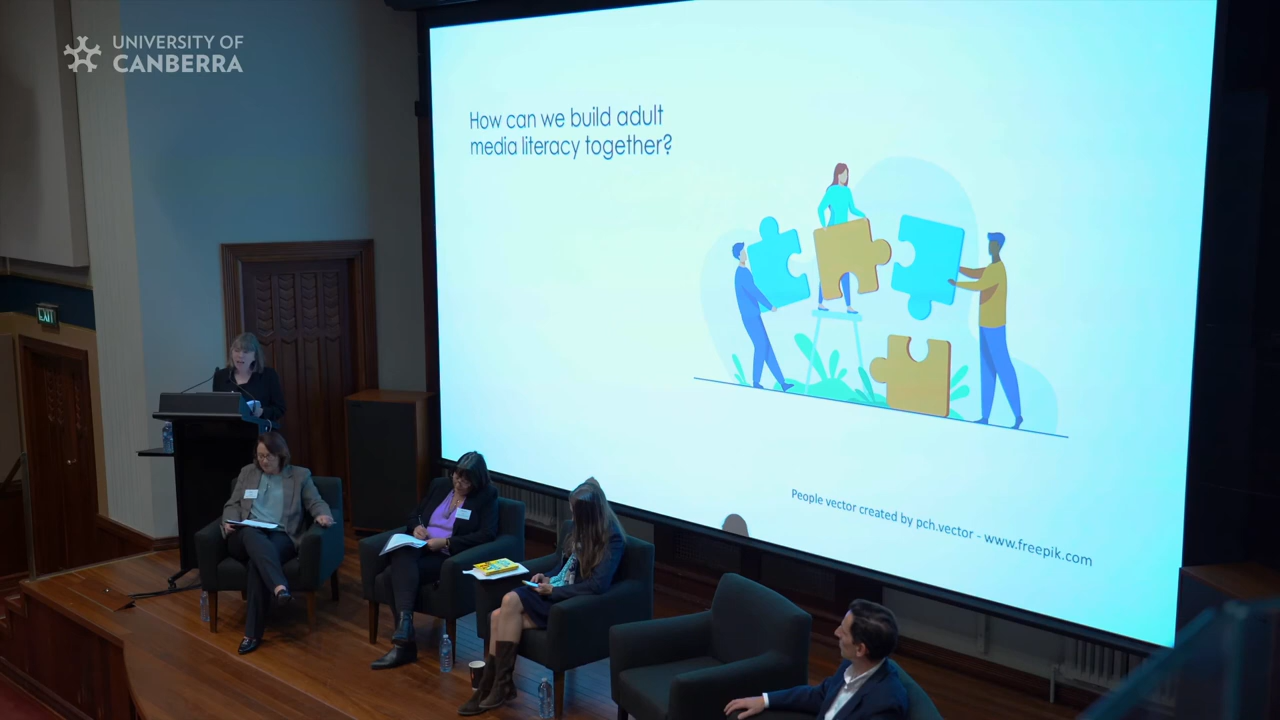 UNIVERSITY OF
CANBERRA
How can we build adult
media literacy together?
EXIT
People vector created by pch.vector - www.freepik.com